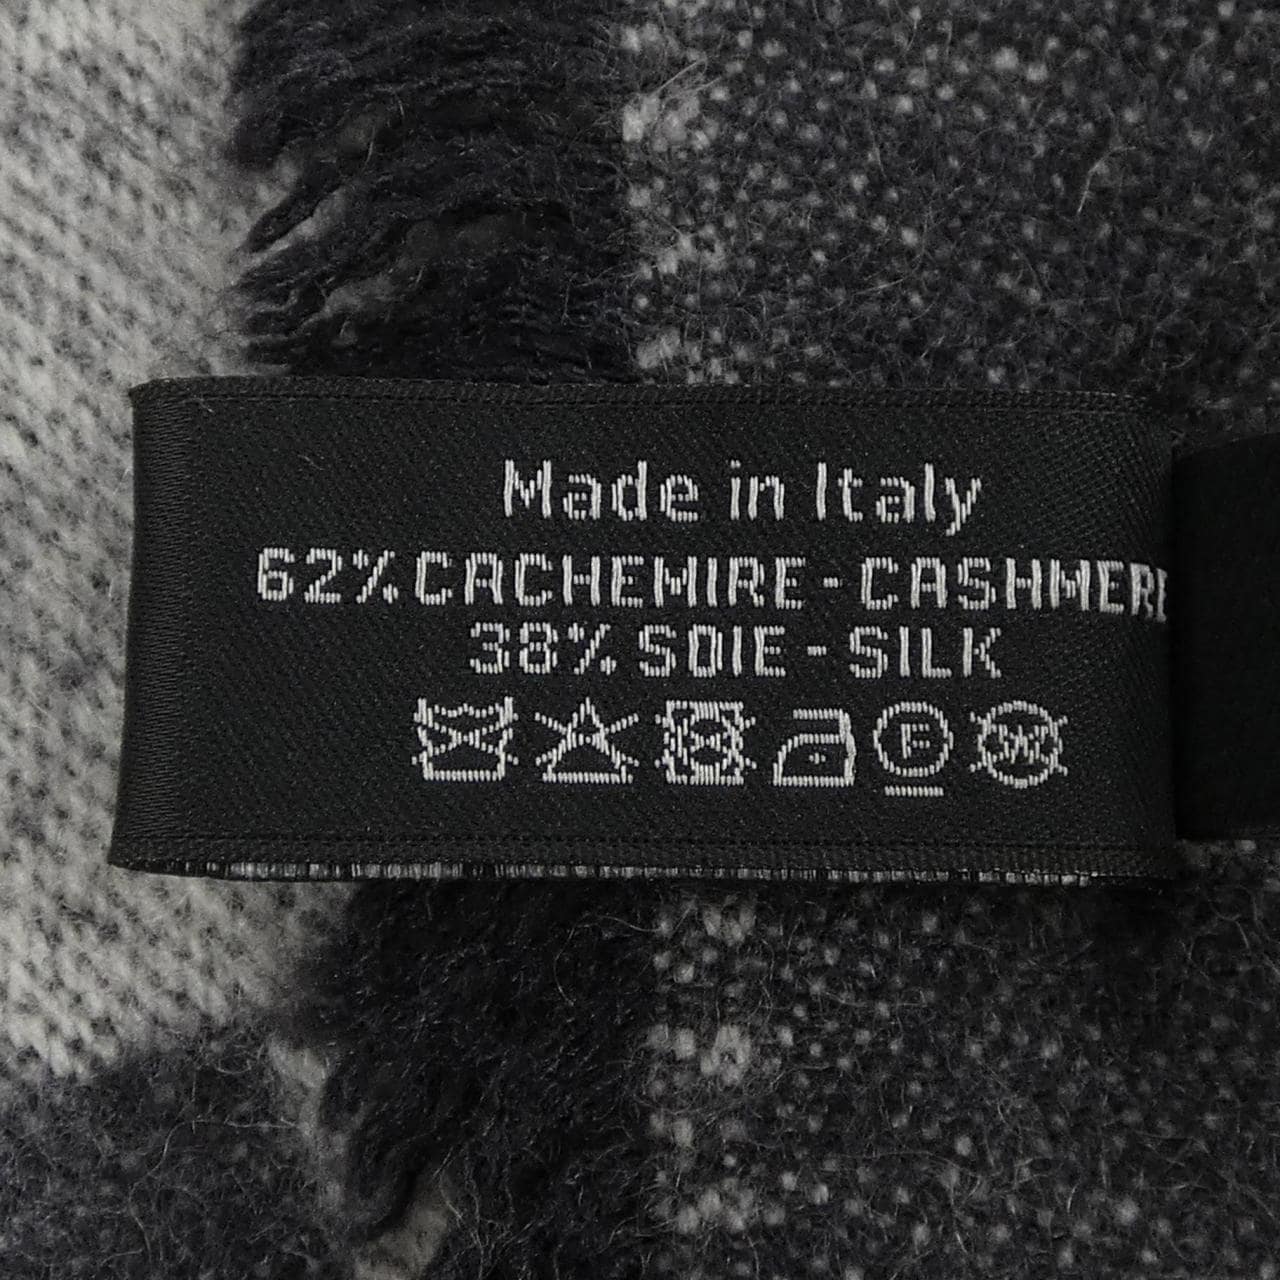 Made in Italy
62% CACHEMIRE - CASHMERE
38% SOIE - SILK
F
W